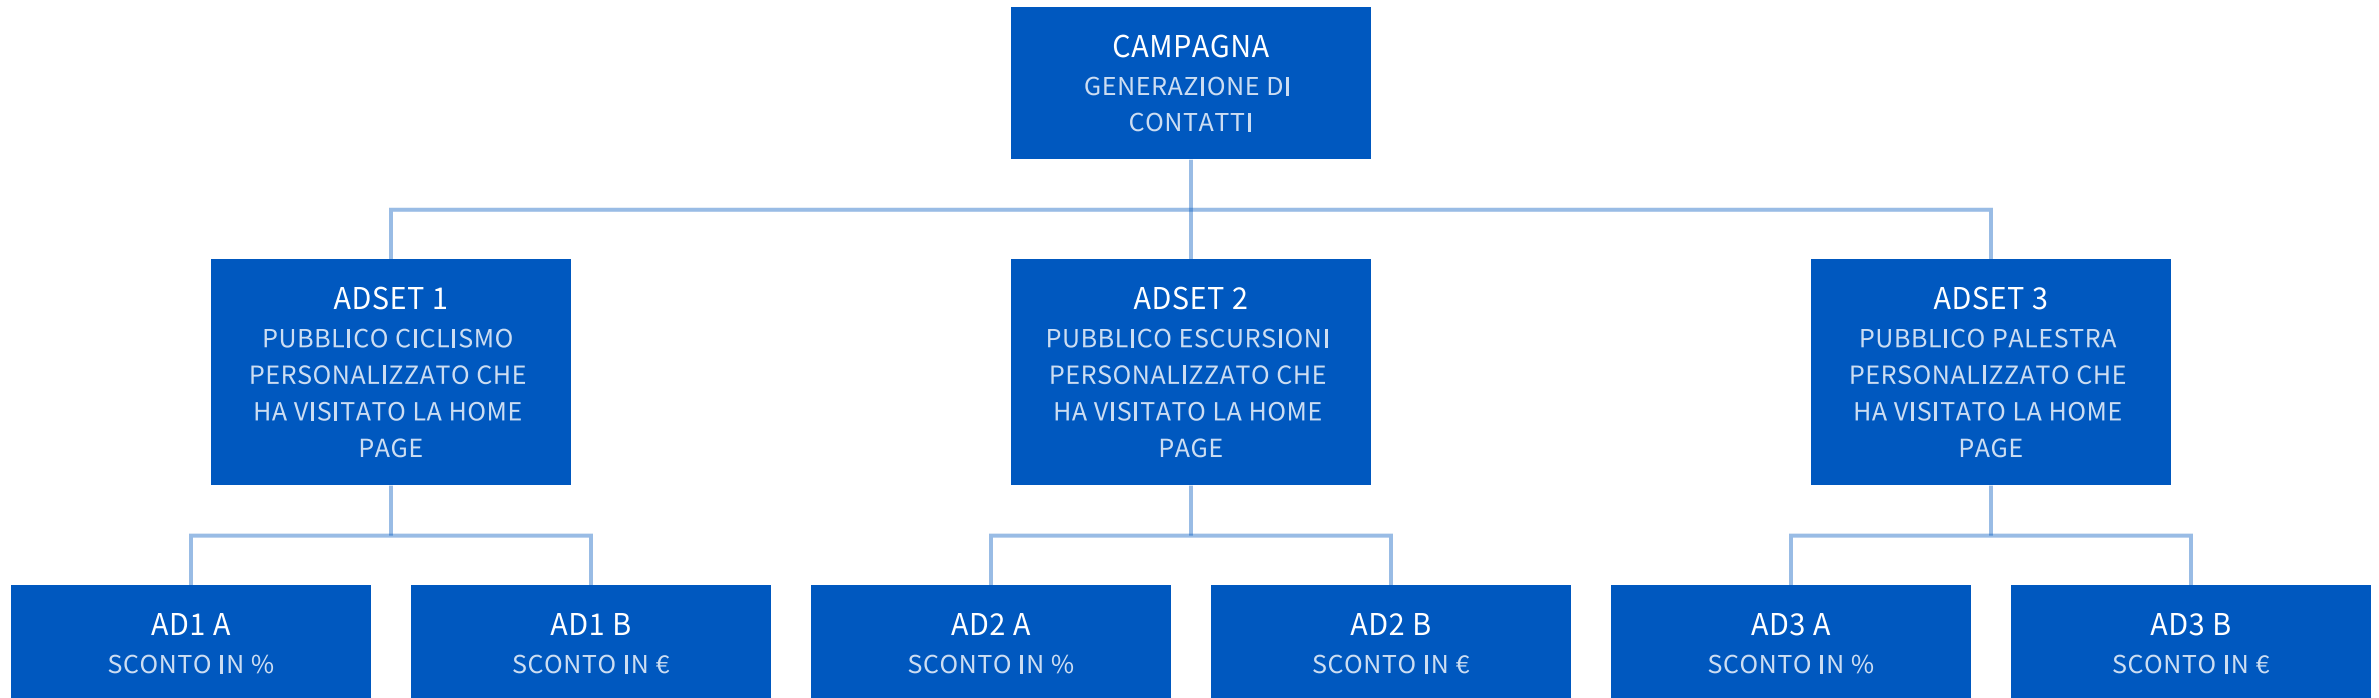 CAMPAGNA
GENERAZIONE DI
CONTATTI
ADSET 1
PUBBLICO CICLISMO
PERSONALIZZATO CHE
HA VISITATO LA HOME
PAGE
ADSET 2
PUBBLICO ESCURSIONI
PERSONALIZZATO CHE
HA VISITATO LA HOME
PAGE
ADSET 3
PUBBLICO PALESTRA
PERSONALIZZATO CHE
HA VISITATO LA HOME
PAGE
AD1 A
SCONTO IN %
AD1 B
SCONTO IN €
AD2 A
SCONTO IN %
AD2 B
SCONTO IN €
AD3 A
SCONTO IN %
AD3 B
SCONTO IN €